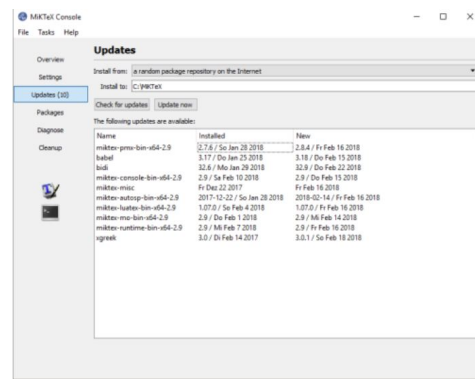 MiKTeX Console
File Tasks Help
Overview
Settings
Updates (10)
Packages
Diagnose
Cleanup
Updates
Install from: a random package repository on the Internet
Install to: C:\MiKTeX
Check for updates Update now
The following updates are available:
Name Installed New
miktex-pmx-bin-x64-2.9 2.7.6 / So Jan 28 2018 2.8.4 / Fr Feb 16 2018
babel 3.17 / Do Jan 25 2018 3.18 / Do Feb 15 2018
bidi 32.6 / Mo Jan 29 2018 32.9 / Do Feb 22 2018
miktex-console-bin-x64-2.9 2.9 / Sa Feb 10 2018 2.9 / Do Feb 15 2018
miktex-misc Fr Dez 22 2017 Fr Feb 16 2018
miktex-autosp-bin-x64-2.9 2017-12-22 / So Jan 28 2018 2018-02-14 / Fr Feb 16 2018
miktex-luatex-bin-x64-2.9 1.07.0 / So Feb 4 2018 1.07.0 / Fr Feb 16 2018
miktex-mo-bin-x64-2.9 2.9 / Do Feb 1 2018 2.9 / Mi Feb 14 2018
miktex-runtime-bin-x64-2.9 2.9 / Mi Feb 7 2018 2.9 / Fr Feb 16 2018
xgreek 3.0 / Di Feb 14 2017 3.0.1 / So Feb 18 2018